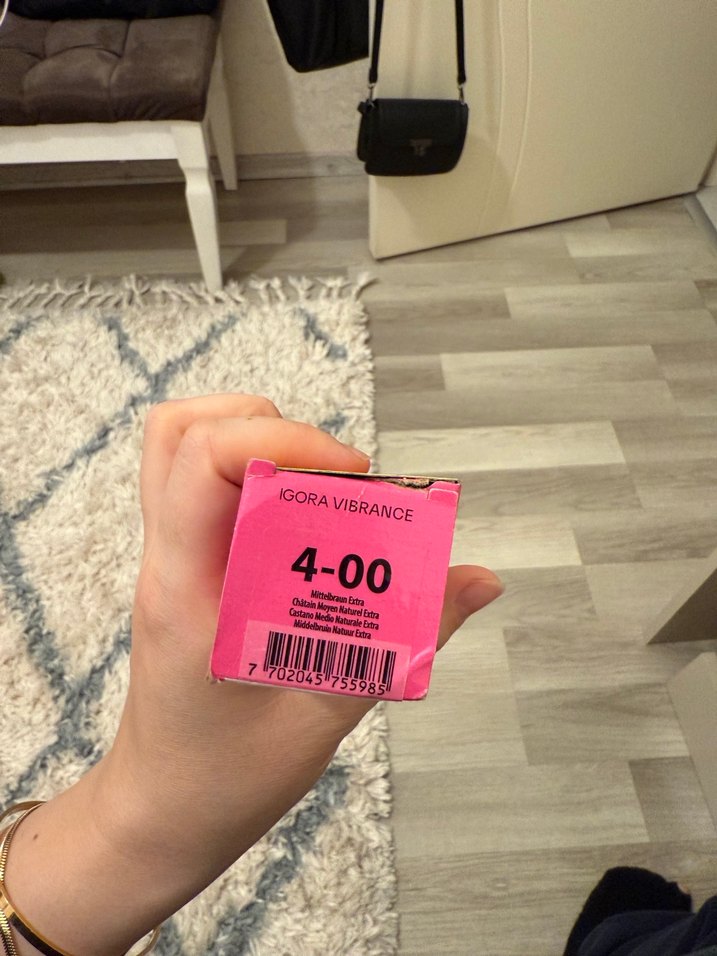 IGORA VIBRANCE
4-00
Mittelbraun Extra
Châtain Moyen Naturel Extra
Castano Medio Naturale Extra
Middelbruin Natuur Extra
7 702045 755985